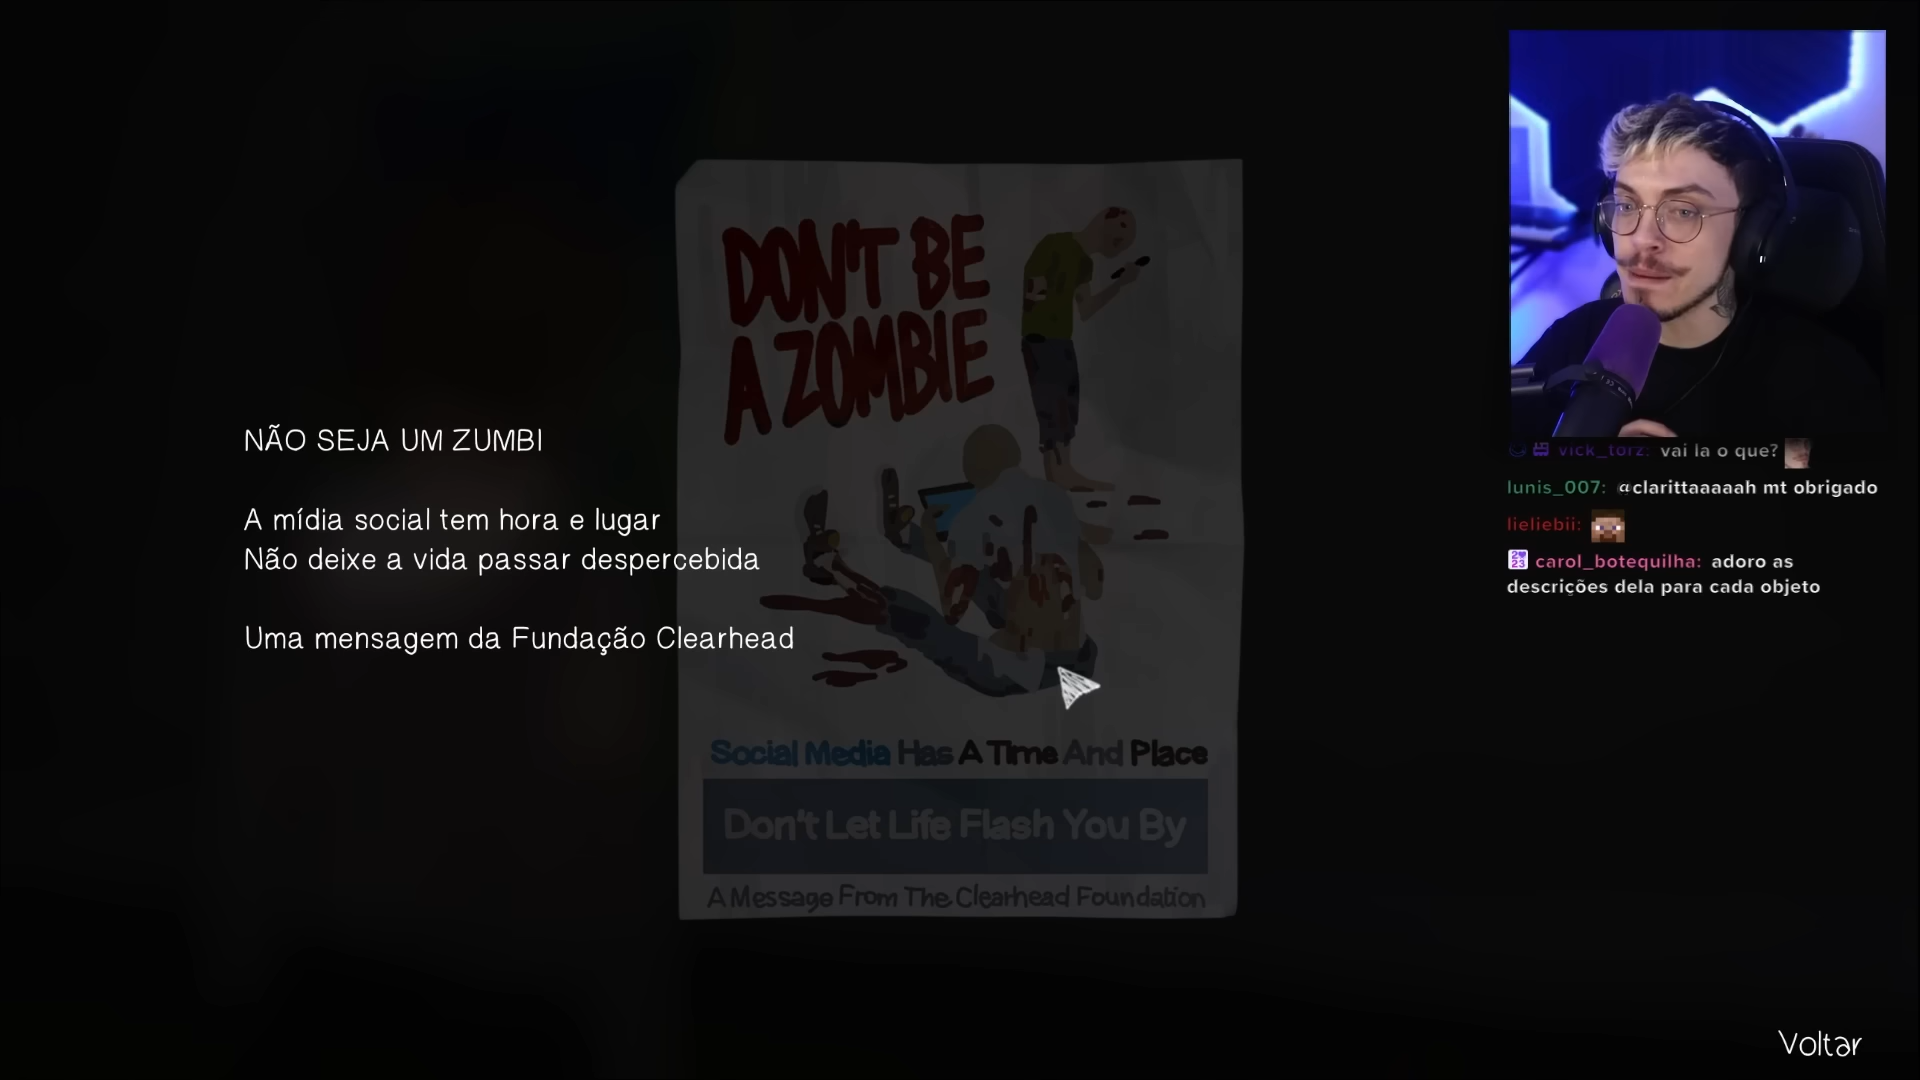 DON'T BE
A ZOMBIE
NÃO SEJA UM ZUMBI
A mídia social tem hora e lugar
Não deixe a vida passar despercebida
Uma mensagem da Fundação Clearhead
Social Media Has A Time And Place
Don't Let Life Flash You By
A Message From The Clearhead Foundation
vick_torz: vai la o que?
lunis_007: @clarittaaaaah mt obrigado
lieliebii:
carol_botequilha: adoro as
descrições dela para cada objeto
Voltar